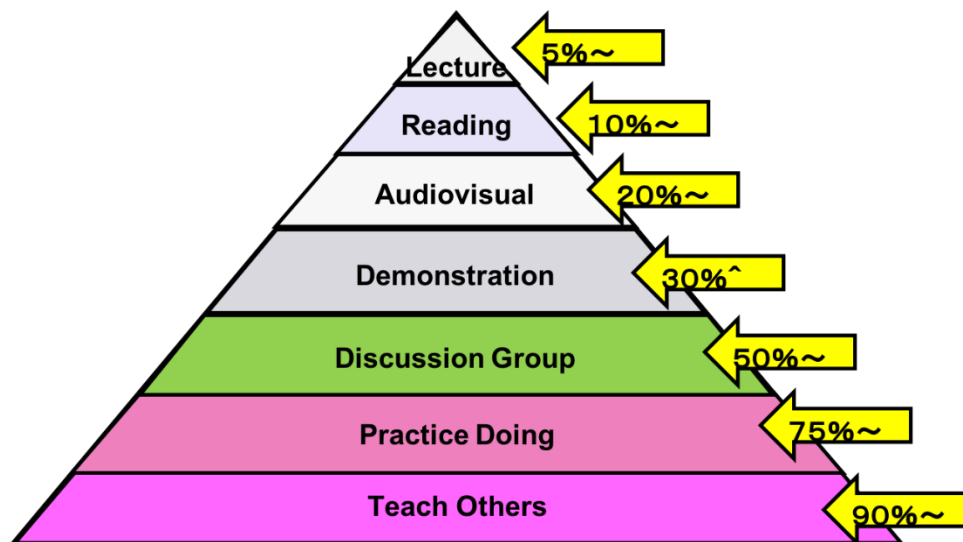 Lecture
5%～
Reading
10%～
Audiovisual
20%～
Demonstration
30%^
Discussion Group
50%～
Practice Doing
75%～
Teach Others
90%～